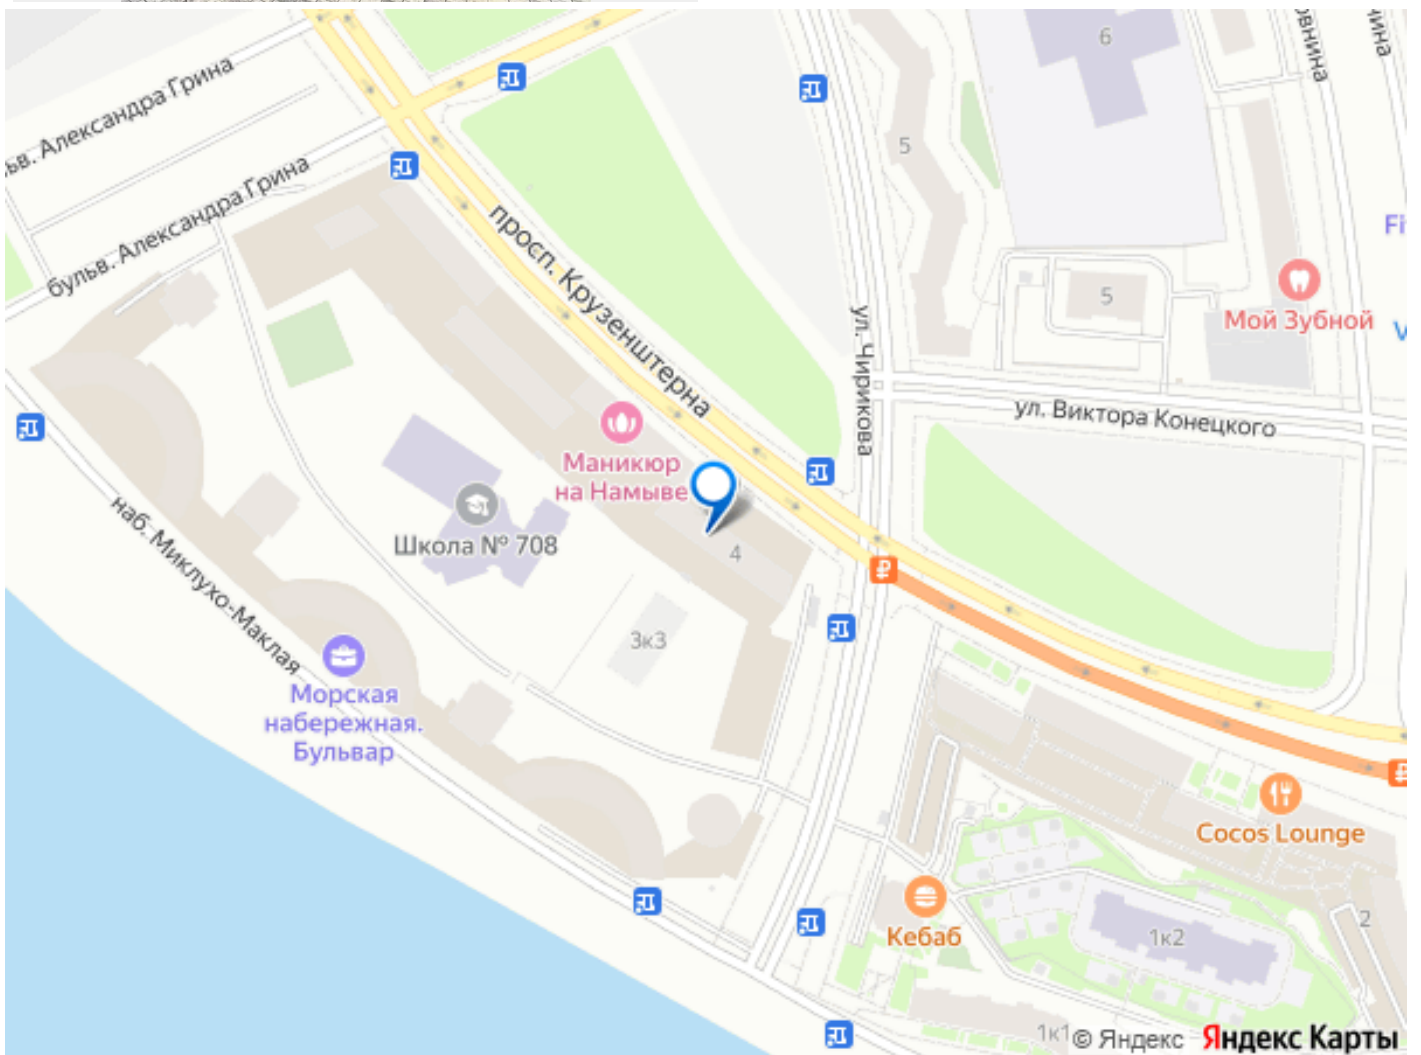 6
бульв. Александра Грина
5
просп. Крузенштерна
бульв. Александра Грина
ул. Чирикова
5
Мой Зубной
Fi
V
ул. Виктора Конецкого
Маникюр
на Намыве
4
Школа № 708
наб. Миклухо-Маклая
3к3
Морская
набережная.
Бульвар
Cocos Lounge
Кебаб
1к2
2
1к1
© Яндекс Яндекс Карты